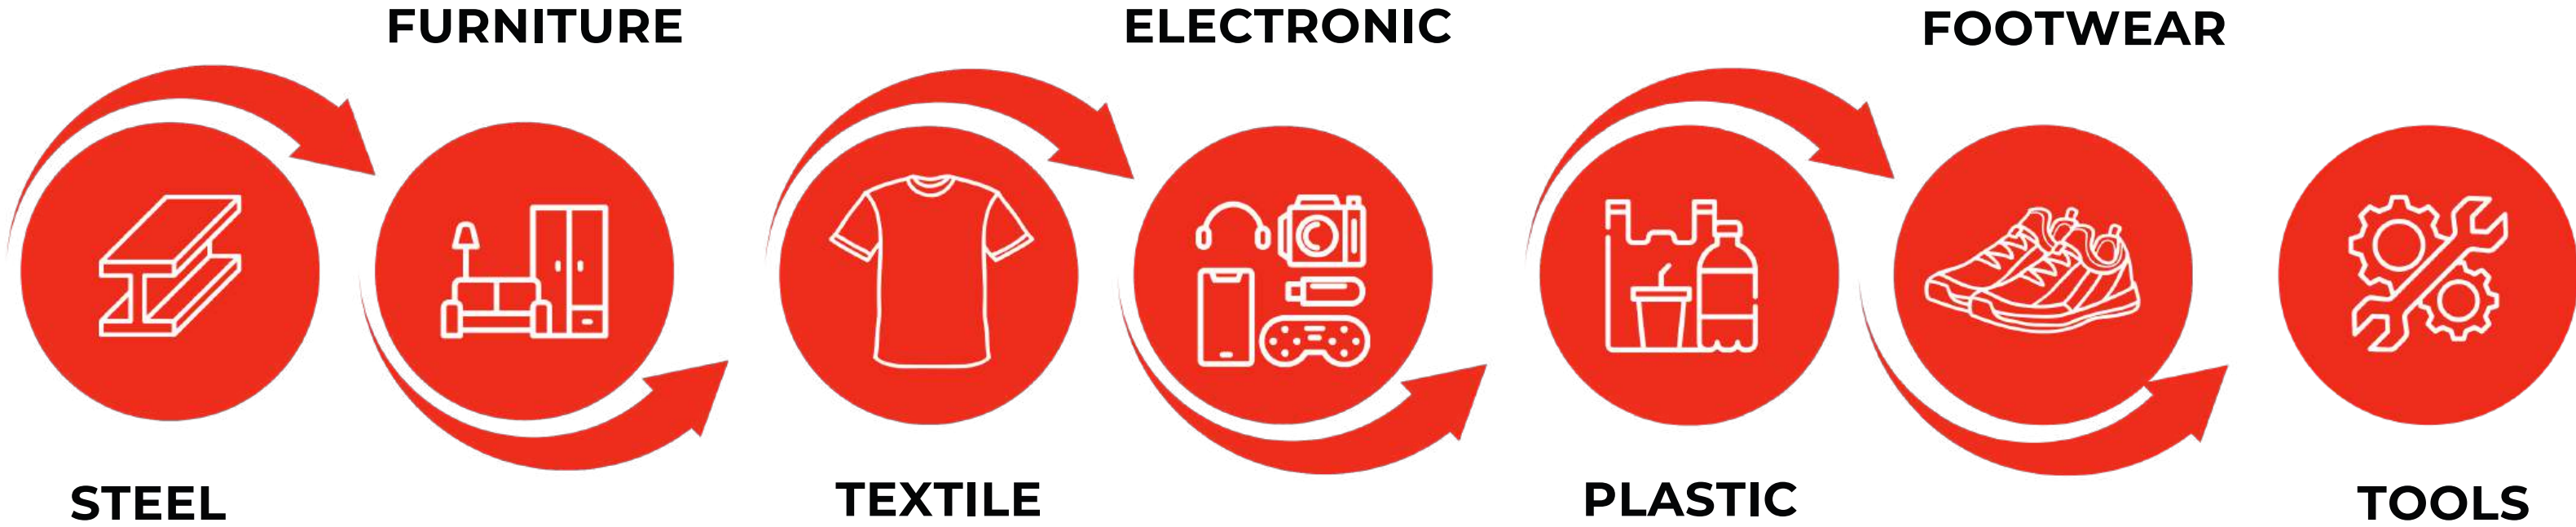 FURNITURE
ELECTRONIC
FOOTWEAR
STEEL
TEXTILE
PLASTIC
TOOLS